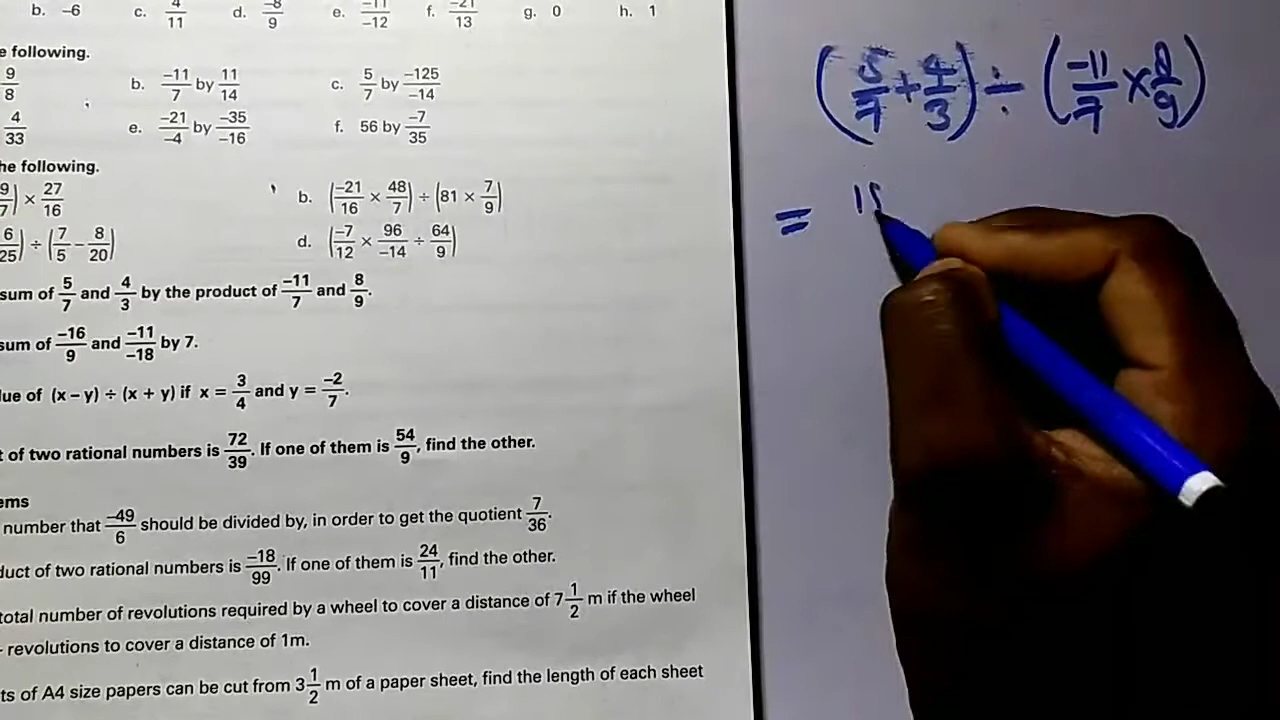 b. -6 c. 4/11 d. -8/9 e. -11/-12 f. -21/13 g. 0 h. 1
e following.
9/8 b. -11/7 by 11/14 c. 5/7 by -125/-14
4/33 e. -21/-4 by -35/-16 f. 56 by -7/35
he following.
9/7) × 27/16 b. (-21/16 × 48/7) ÷ (81 × 7/9)
6/25) ÷ (7/5 - 8/20) d. (-7/12 × 96/-14 ÷ 64/9)
sum of 5/7 and 4/3 by the product of -11/7 and 8/9.
sum of -16/9 and -11/-18 by 7.
lue of (x - y) ÷ (x + y) if x = 3/4 and y = -2/7.
t of two rational numbers is 72/39. If one of them is 54/9, find the other.
ems
number that -49/6 should be divided by, in order to get the quotient 7/36.
duct of two rational numbers is -18/99. If one of them is 24/11, find the other.
total number of revolutions required by a wheel to cover a distance of 7 1/2 m if the wheel
revolutions to cover a distance of 1m.
ts of A4 size papers can be cut from 3 1/2 m of a paper sheet, find the length of each sheet
(5/7 + 4/3) ÷ (-11/7 × 8/9)
= 15